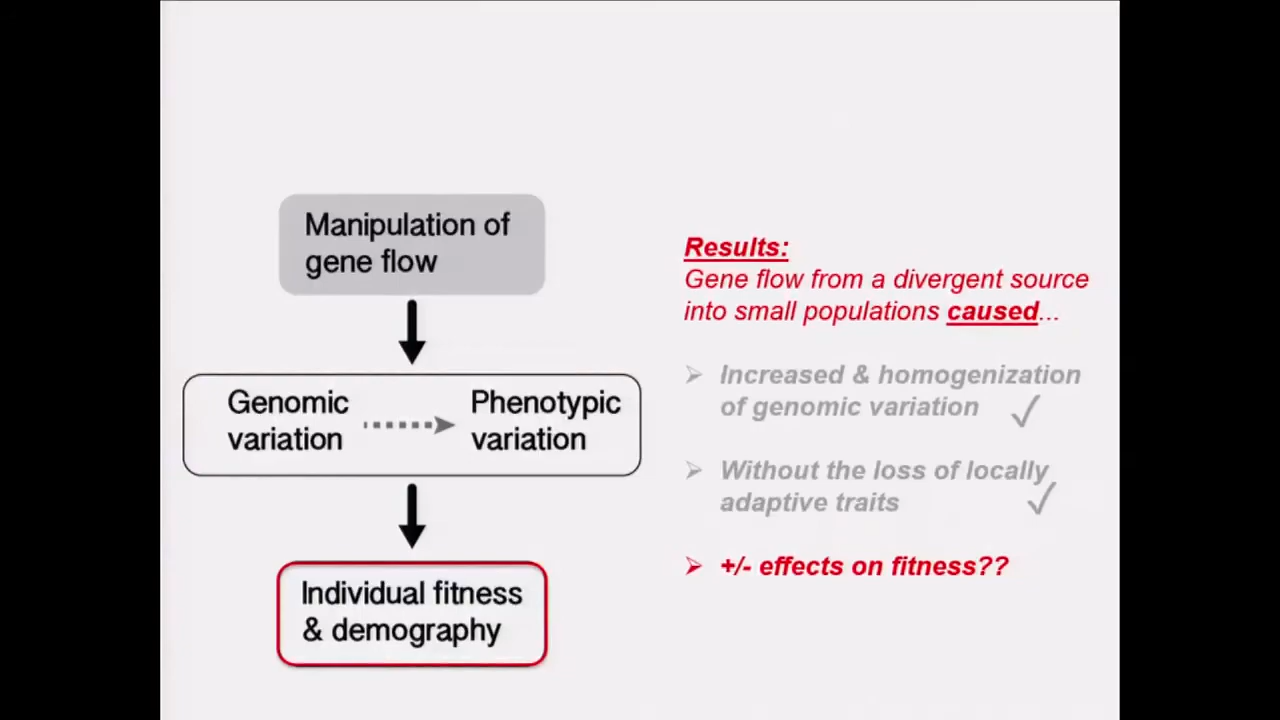 Manipulation of
gene flow
Genomic
variation
Phenotypic
variation
Individual fitness
& demography
Results:
Gene flow from a divergent source
into small populations caused...
Increased & homogenization
of genomic variation
Without the loss of locally
adaptive traits
+/- effects on fitness??